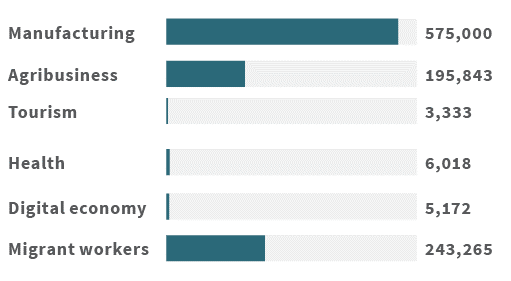 Manufacturing 575,000
Agribusiness 195,843
Tourism 3,333
Health 6,018
Digital economy 5,172
Migrant workers 243,265